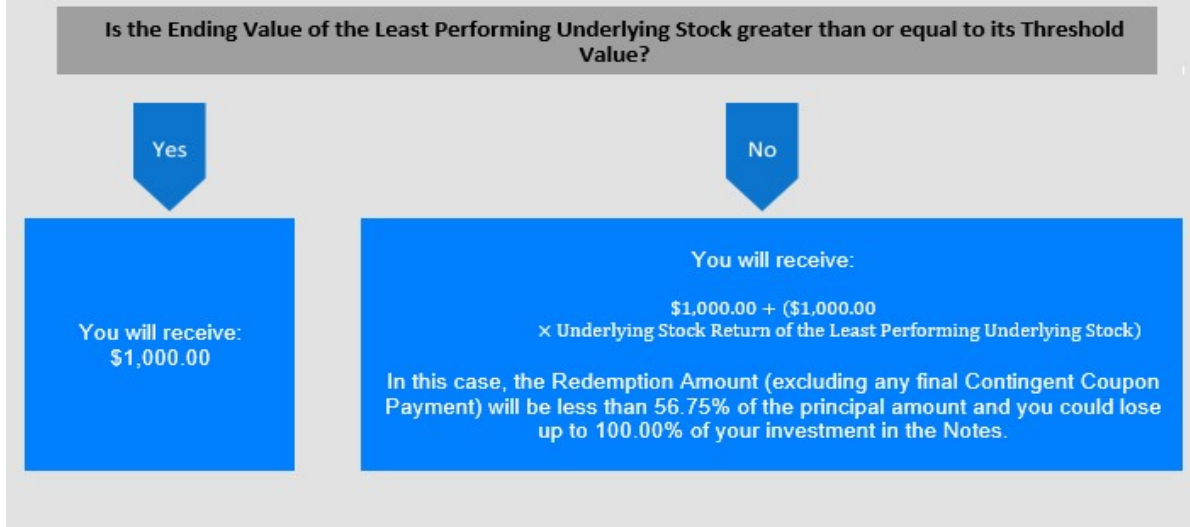 Is the Ending Value of the Least Performing Underlying Stock greater than or equal to its Threshold
Value?
Yes
No
You will receive:
$1,000.00
You will receive:
$1,000.00 + ($1,000.00
× Underlying Stock Return of the Least Performing Underlying Stock)
In this case, the Redemption Amount (excluding any final Contingent Coupon
Payment) will be less than 56.75% of the principal amount and you could lose
up to 100.00% of your investment in the Notes.